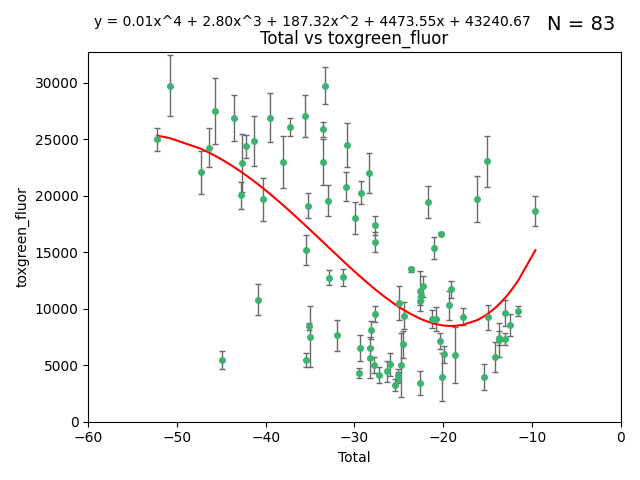 y = 0.01x^4 + 2.80x^3 + 187.32x^2 + 4473.55x + 43240.67 N = 83
Total vs toxgreen_fluor
30000
25000
20000
15000
10000
5000
0
toxgreen_fluor
−60 −50 −40 −30 −20 −10 0
Total